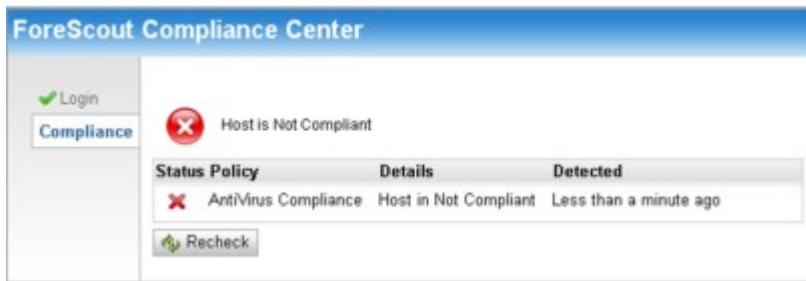 ForeScout Compliance Center
Login
Compliance
Host is Not Compliant
Status Policy Details Detected
AntiVirus Compliance Host in Not Compliant Less than a minute ago
Recheck